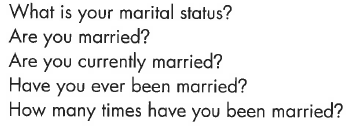 What is your marital status?
Are you married?
Are you currently married?
Have you ever been married?
How many times have you been married?